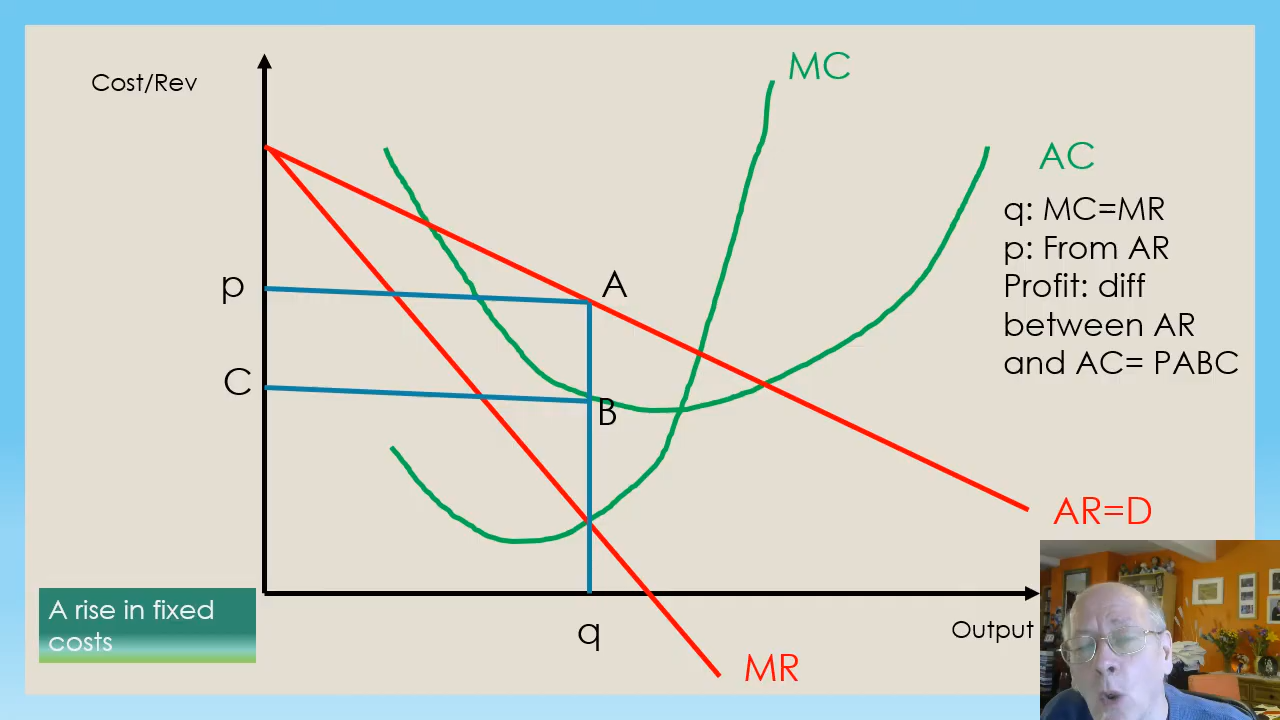 MC
Cost/Rev
AC
q: MC=MR
p: From AR
Profit: diff
between AR
and AC= PABC
p
A
C
B
AR=D
A rise in fixed
costs
q
Output
MR